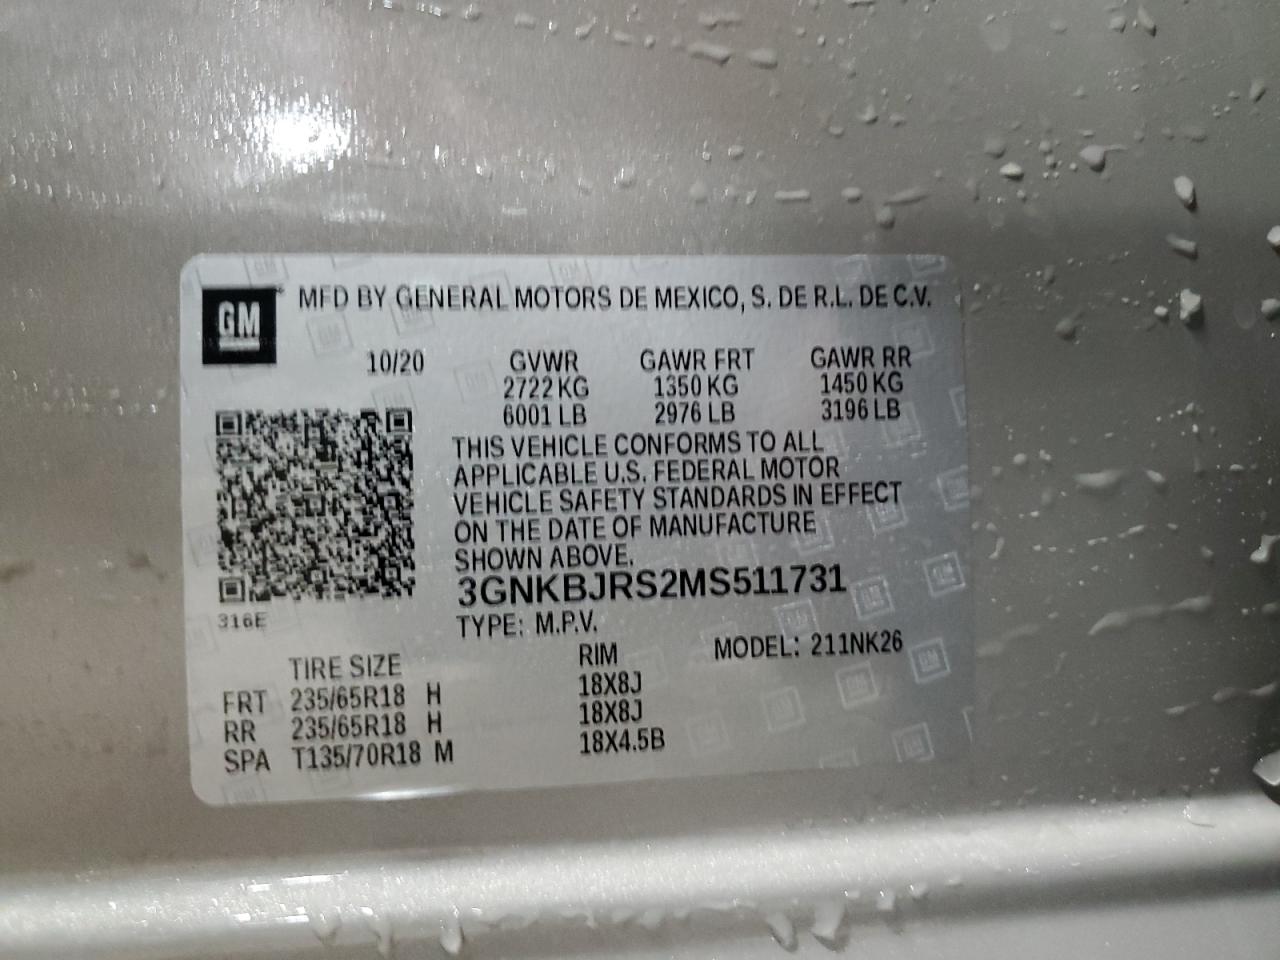 GM
MFD BY GENERAL MOTORS DE MEXICO, S. DE R.L. DE C.V.
10/20 GVWR GAWR FRT GAWR RR
2722 KG 1350 KG 1450 KG
6001 LB 2976 LB 3196 LB
THIS VEHICLE CONFORMS TO ALL
APPLICABLE U.S. FEDERAL MOTOR
VEHICLE SAFETY STANDARDS IN EFFECT
ON THE DATE OF MANUFACTURE
SHOWN ABOVE.
3GNKBJRS2MS511731
316E
TYPE: M.P.V.
TIRE SIZE RIM MODEL: 211NK26
FRT 235/65R18 H 18X8J
RR 235/65R18 H 18X8J
SPA T135/70R18 M 18X4.5B